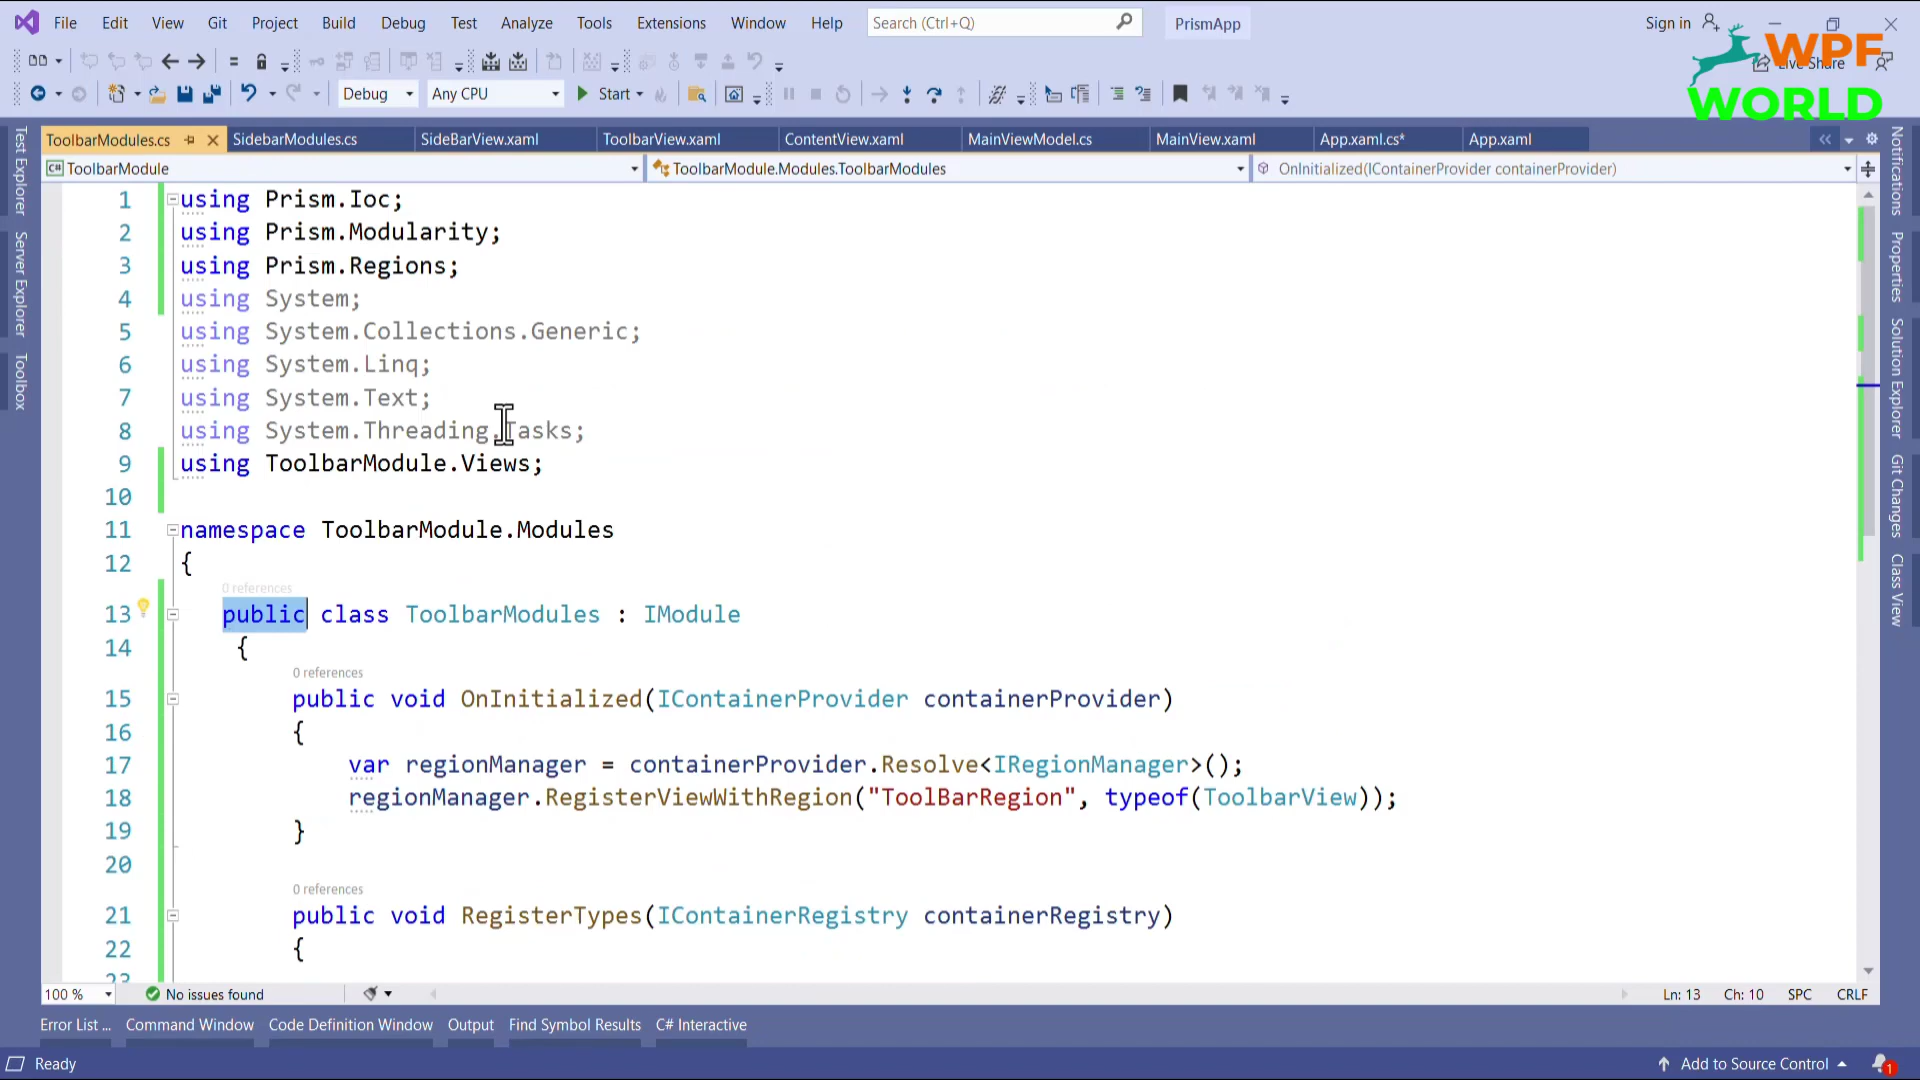 File Edit View Git Project Build Debug Test Analyze Tools Extensions Window Help Search (Ctrl+Q) PrismApp Sign in
WPF
Live Share
WORLD
Debug Any CPU Start
ToolbarModules.cs SidebarModules.cs SideBarView.xaml ToolbarView.xaml ContentView.xaml MainViewModel.cs MainView.xaml App.xaml.cs* App.xaml
C# ToolbarModule ToolbarModule.Modules.ToolbarModules OnInitialized(IContainerProvider containerProvider)
Test Explorer
Server Explorer
Toolbox
1 using Prism.Ioc;
2 using Prism.Modularity;
3 using Prism.Regions;
4 using System;
5 using System.Collections.Generic;
6 using System.Linq;
7 using System.Text;
8 using System.Threading.Tasks;
9 using ToolbarModule.Views;
10
11 namespace ToolbarModule.Modules
12 {
0 references
13 public class ToolbarModules : IModule
14 {
0 references
15 public void OnInitialized(IContainerProvider containerProvider)
16 {
17 var regionManager = containerProvider.Resolve<IRegionManager>();
18 regionManager.RegisterViewWithRegion("ToolBarRegion", typeof(ToolbarView));
19 }
20
0 references
21 public void RegisterTypes(IContainerRegistry containerRegistry)
22 {
23
Notifications
Properties
Solution Explorer
Git Changes
Class View
100 % No issues found Ln: 13 Ch: 10 SPC CRLF
Error List ... Command Window Code Definition Window Output Find Symbol Results C# Interactive
Ready Add to Source Control 1